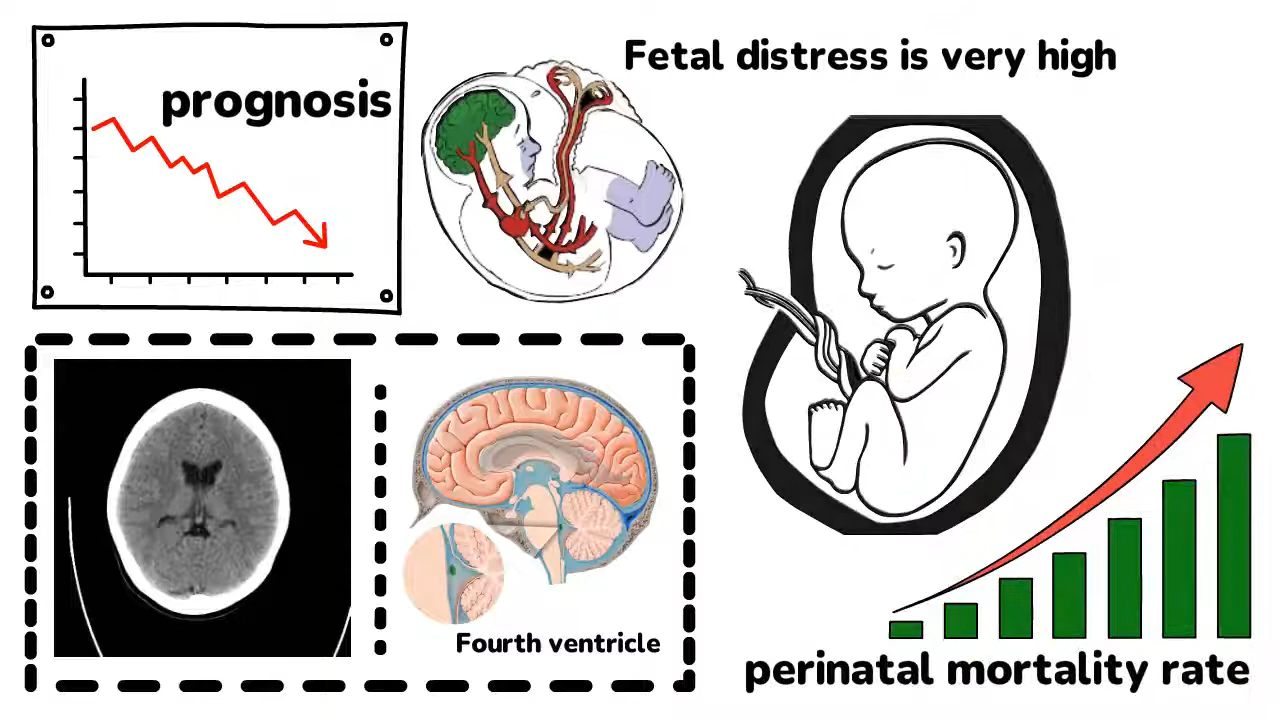 Fetal distress is very high
prognosis
Fourth ventricle
perinatal mortality rate